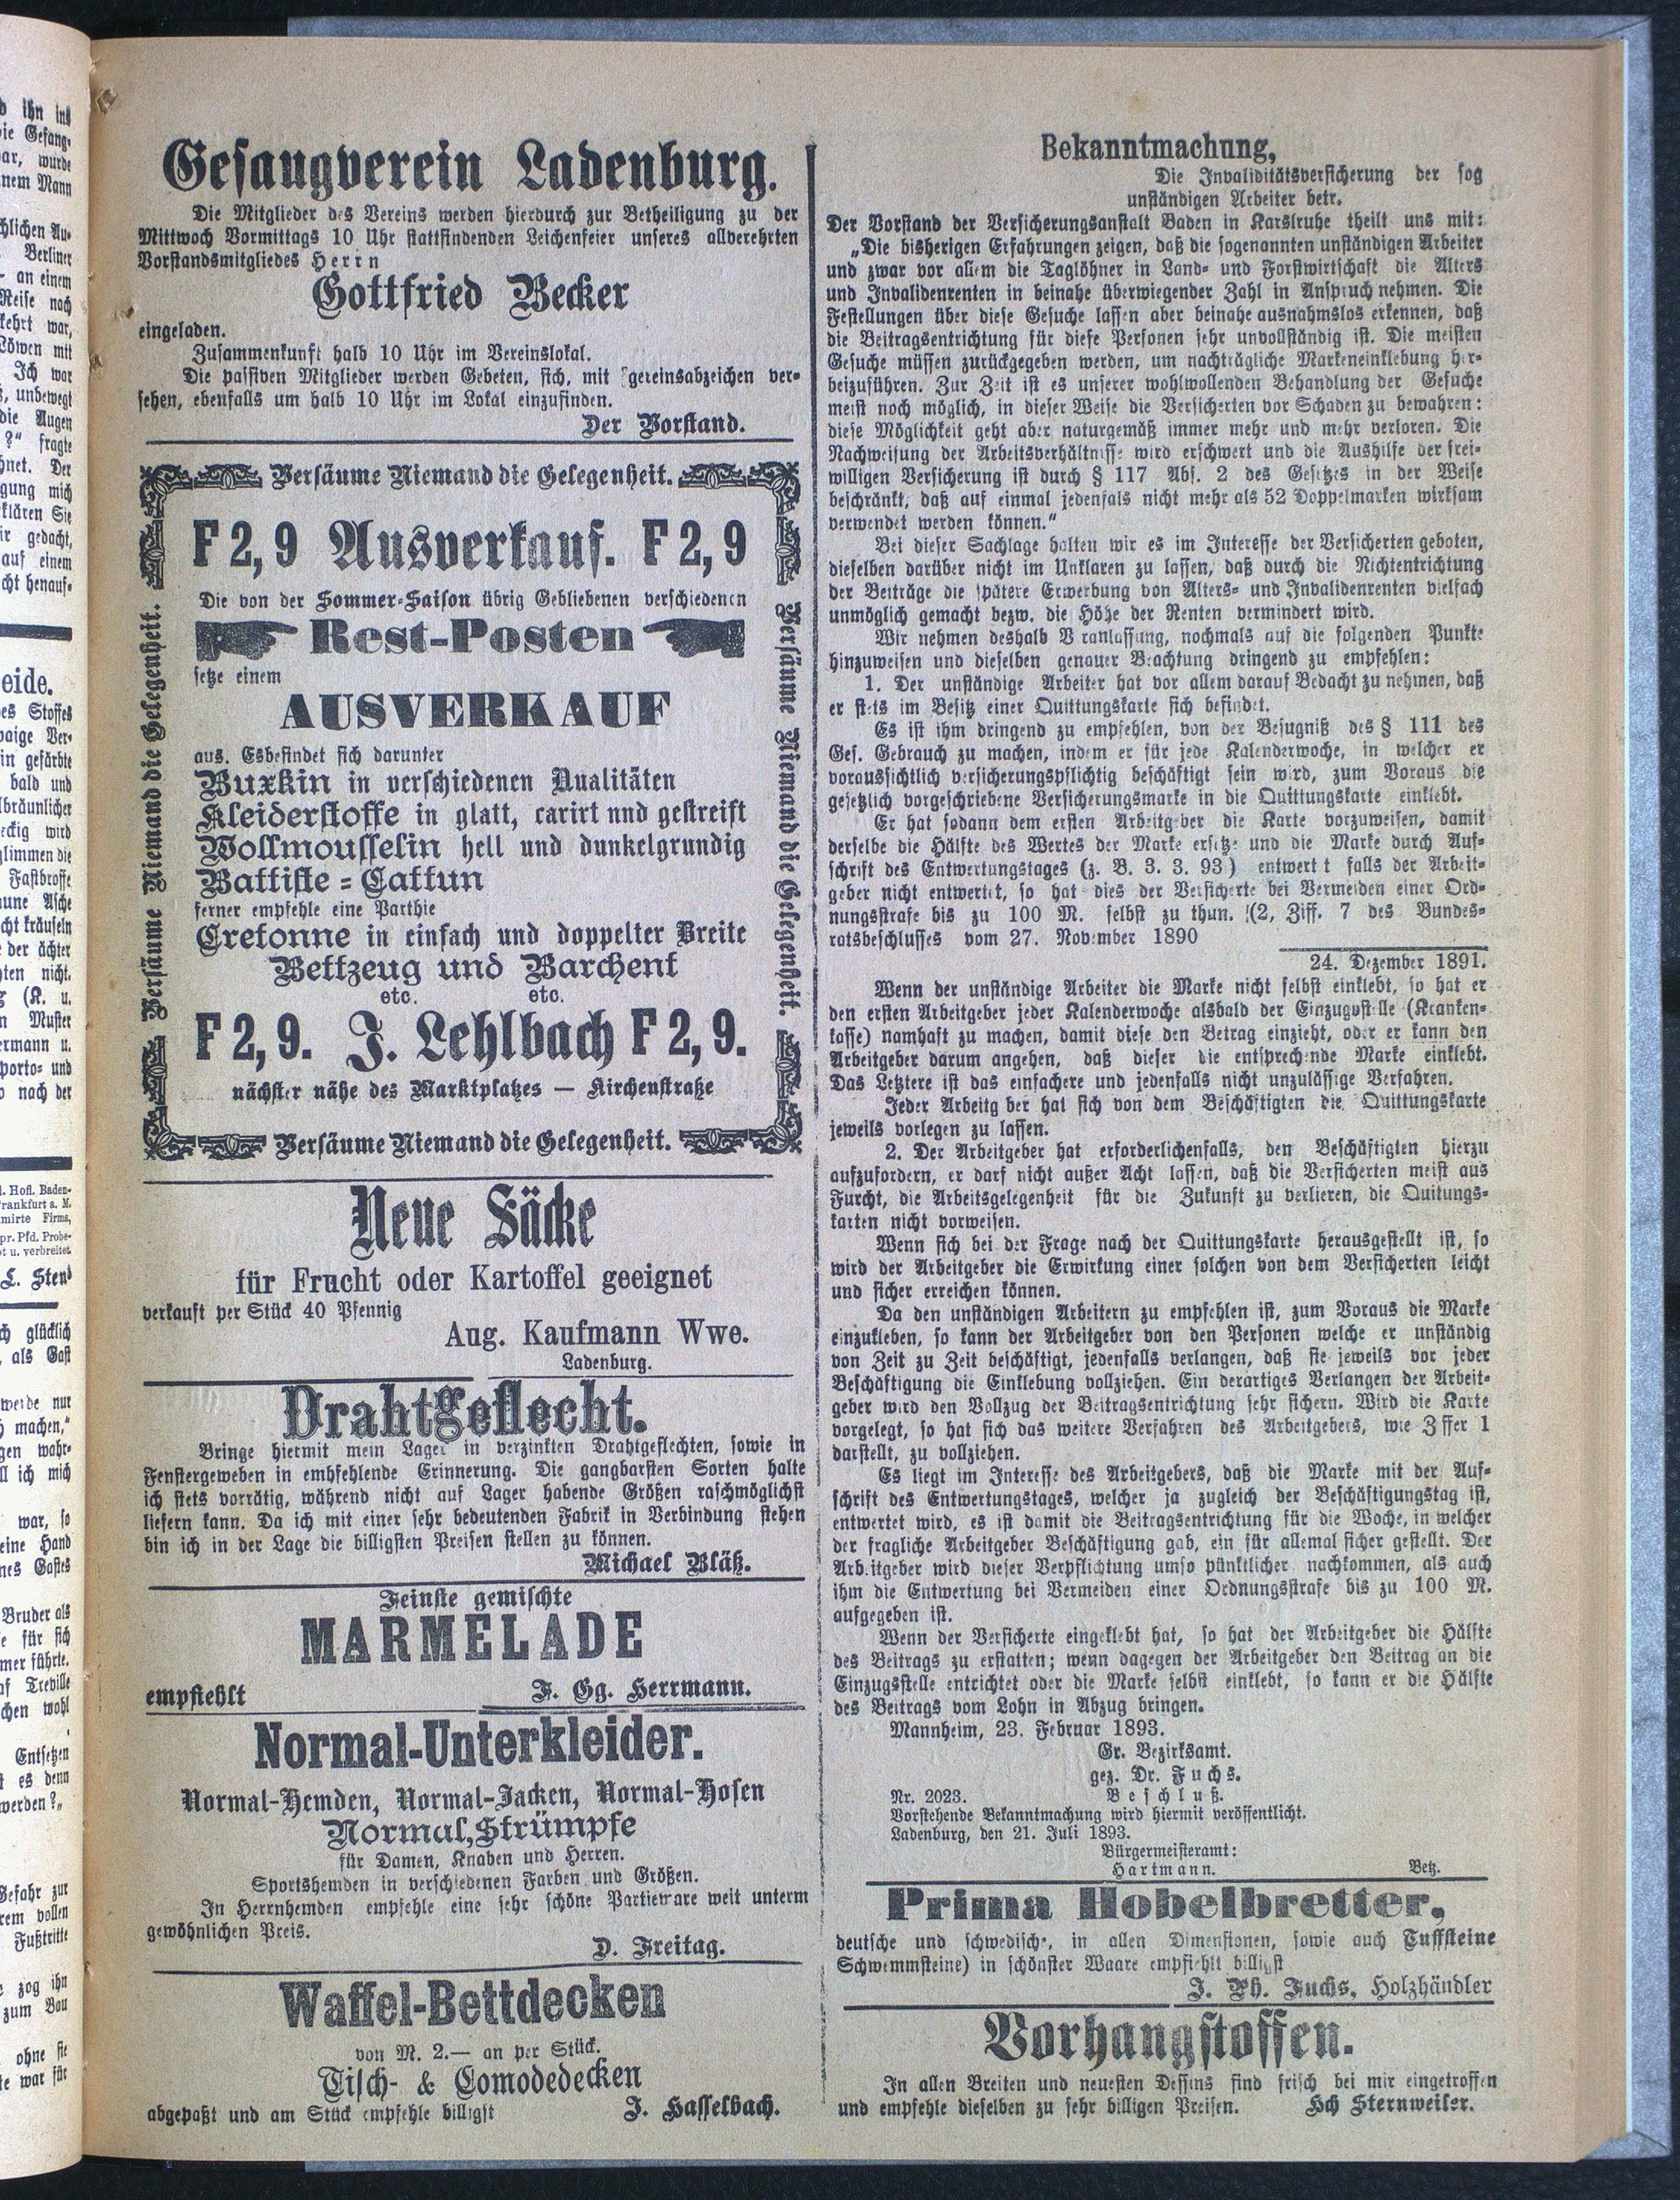 Gesangverein Ladenburg.
Die Mitglieder des Vereins werden hierdurch zur Betheiligung zu der
Mittwoch Vormittags 10 Uhr stattfindenden Leichenfeier unseres allverehrten
Vorstandsmitgliedes Herrn
Gottfried Becker
eingeladen.
Zusammenkunft halb 10 Uhr im Vereinslokal.
Die passiven Mitglieder werden Gebeten, sich, mit gereinsabzeichen ver-
sehen, ebenfalls um halb 10 Uhr im Lokal einzufinden.
Der Vorstand.
Versäume Niemand die Gelegenheit.
Versäume Niemand die Gelegenheit.
Versäume Niemand die Gelegenheit.
F 2, 9 Ausverkauf. F 2, 9
Die von der Sommer-Saison übrig Gebliebenen verschiedenen
Rest-Posten
setze einem
AUSVERKAUF
aus. Esbefindet sich darunter
Buxkin in verschiedenen Qualitäten
Kleiderstoffe in glatt, carirt nnd gestreift
Wollmousselin hell und dunkelgrundig
Battiste = Cattun
ferner empfehle eine Parthie
Cretonne in einfach und doppelter Breite
Bettzeug und Barchent
etc. etc.
F 2, 9. J. Lehlbach F 2, 9.
nächster nähe des Marktplatzes — Kirchenstraße
Versäume Niemand die Gelegenheit.
Neue Säcke
für Frucht oder Kartoffel geeignet
verkauft per Stück 40 Pfennig
Aug. Kaufmann Wwe.
Ladenburg.
Drahtgeflecht.
Bringe hiermit mein Lager in verzinkten Drahtgeflechten, sowie in
Fenstergeweben in emhfehlende Erinnerung. Die gangbarsten Sorten halte
ich stets vorrätig, während nicht auf Lager habende Größen raschmöglichst
liefern kann. Da ich mit einer sehr bedeutenden Fabrik in Verbindung stehen
bin ich in der Lage die billigsten Preisen stellen zu können.
Michael Bläß.
Feinste gemischte
MARMELADE
empfiehlt F. Gg. Herrmann.
Normal-Unterkleider.
Normal-Hemden, Normal-Jacken, Normal-Hosen
Normal,Strümpfe
für Damen, Knaben und Herren.
Sportshemden in verschiedenen Farben und Größen.
In Herrnhemden empfehle eine sehr schöne Partieware weit unterm
gewöhnlichen Preis.
D. Freitag.
Waffel-Bettdecken
von M. 2.— an per Stück.
Tisch- & Comodedecken
abgepaßt und am Stück empfehle billigst J. Hasselbach.
Bekanntmachung,
Die Invaliditätsversicherung der sog
unständigen Arbeiter betr.
Der Vorstand der Versicherungsanstalt Baden in Karslruhe theilt uns mit:
„Die bisherigen Erfahrungen zeigen, daß die sogenannten unständigen Arbeiter
und zwar vor allem die Taglöhner in Land- und Forstwirtschaft die Alters
und Invalidenrenten in beinahe überwiegender Zahl in Anspruch nehmen. Die
Festellungen über diese Gesuche lassen aber beinahe ausnahmslos erkennen, daß
die Beitragsentrichtung für diese Personen sehr unvollständig ist. Die meisten
Gesuche müssen zurückgegeben werden, um nachträgliche Markeneinklebung her-
beizuführen. Zur Zeit ist es unserer wohlwollenden Behandlung der Gesuche
meist noch möglich, in dieser Weise die Versicherten vor Schaden zu bewahren:
diese Möglichkeit geht aber naturgemäß immer mehr und mehr verloren. Die
Nachweisung der Arbeitsverhältnisse wird erschwert und die Aushilfe der frei-
willigen Versicherung ist durch § 117 Abs. 2 des Gesetzes in der Weise
beschränkt, daß auf einmal jedenfals nicht mehr als 52 Doppelmarken wirksam
verwendet werden können."
Bei dieser Sachlage halten wir es im Interesse der Versicherten geboten,
dieselben darüber nicht im Unklaren zu lassen, daß durch die Nichtentrichtung
der Beiträge die spätere Erwerbung von Alters- und Invalidenrenten vielfach
unmöglich gemacht bezw. die Höhe der Renten vermindert wird.
Wir nehmen deshalb V ranlassung, nochmals auf die folgenden Punkte
hinzuweisen und dieselben genauer Beachtung dringend zu empfehlen:
1. Der unständige Arbeiter hat vor allem darauf Bedacht zu nehmen, daß
er stets im Besitz einer Quittungskarte sich befindet.
Es ist ihm dringend zu empfehlen, von der Befugniß des § 111 des
Ges. Gebrauch zu machen, indem er für jede Kalenderwoche, in welcher er
voraussichtlich versicherungspflichtig beschäftigt sein wird, zum Voraus die
gesetzlich vorgeschriebene Versicherungsmarke in die Quittungskarte einklebt.
Er hat sodann dem ersten Arbeitgeber die Karte vorzuweisen, damit
derselbe die Hälfte des Wertes der Marke ersetze und die Marke durch Auf-
schrift des Entwertungstages (z. B. 3. 3. 93) entwert t falls der Arbeit-
geber nicht entwertet, so hat dies der Versicherte bei Vermeiden einer Ord-
nungsstrafe bis zu 100 M. selbst zu thun. (2, Ziff. 7 des Bundes-
ratsbeschlusses vom 27. November 1890
24. Dezember 1891.
Wenn der unständige Arbeiter die Marke nicht selbst einklebt, so hat er
den ersten Arbeitgeber jeder Kalenderwoche alsbald der Einzugsstelle (Kranken-
kasse) namhaft zu machen, damit diese den Betrag einzieht, oder er kann den
Arbeitgeber darum angehen, daß dieser die entsprechende Marke einklebt.
Das Letztere ist das einfachere und jedenfalls nicht unzulässige Verfahren.
Jeder Arbeitg ber hat sich von dem Beschäftigten die Quittungskarte
jeweils vorlegen zu lassen.
2. Der Arbeitgeber hat erforderlichenfalls, den Beschäftigten hierzu
aufzufordern, er darf nicht außer Acht lassen, daß die Versicherten meist aus
Furcht, die Arbeitsgelegenheit für die Zukunft zu verlieren, die Quitungs-
karten nicht vorweisen.
Wenn sich bei der Frage nach der Quittungskarte herausgestellt ist, so
wird der Arbeitgeber die Erwirkung einer solchen von dem Versicherten leicht
und sicher erreichen können.
Da den unständigen Arbeitern zu empfehlen ist, zum Voraus die Marke
einzukleben, so kann der Arbeitgeber von den Personen welche er unständig
von Zeit zu Zeit beschäftigt, jedenfalls verlangen, daß sie jeweils vor jeder
Beschäftigung die Einklebung vollziehen. Ein derartiges Verlangen der Arbeit-
geber wird den Vollzug der Beitragsentrichtung sehr sichern. Wird die Karte
vorgelegt, so hat sich das weitere Verfahren des Arbeitgebers, wie Z ffer 1
darstellt, zu vollziehen.
Es liegt im Interesse des Arbeitgebers, daß die Marke mit der Auf-
schrift des Entwertungstages, welcher ja zugleich der Beschäftigungstag ist,
entwertet wird, es ist damit die Beitragsentrichtung für die Woche, in welcher
der fragliche Arbeitgeber Beschäftigung gab, ein für allemal sicher gestellt. Der
Arbeitgeber wird dieser Verpflichtung umso pünktlicher nachkommen, als auch
ihm die Entwertung bei Vermeiden einer Ordnungsstrafe bis zu 100 M.
aufgegeben ist.
Wenn der Versicherte eingeklebt hat, so hat der Arbeitgeber die Hälfte
des Beitrags zu erstatten; wenn dagegen der Arbeitgeber den Beitrag an die
Einzugsstelle entrichtet oder die Marke selbst einklebt, so kann er die Hälfte
des Beitrags vom Lohn in Abzug bringen.
Mannheim, 23. Februar 1893.
Gr. Bezirksamt.
gez. Dr. Fuchs.
Nr. 2023. Beschluß.
Vorstehende Bekanntmachung wird hiermit veröffentlicht.
Ladenburg, den 21. Juli 1893.
Bürgermeisteramt:
Hartmann. Betz.
Prima Hobelbretter,
deutsche und schwedische, in allen Dimensionen, sowie auch Tuffsteine
Schwemmsteine) in schönster Waare empfiehlt billigst
J. Ph. Fuchs, Holzhändler
Vorhangstoffen.
In allen Breiten und neuesten Dessins sind frisch bei mir eingetroffen
und empfehle dieselben zu sehr billigen Preisen. Hch Sternweiler.